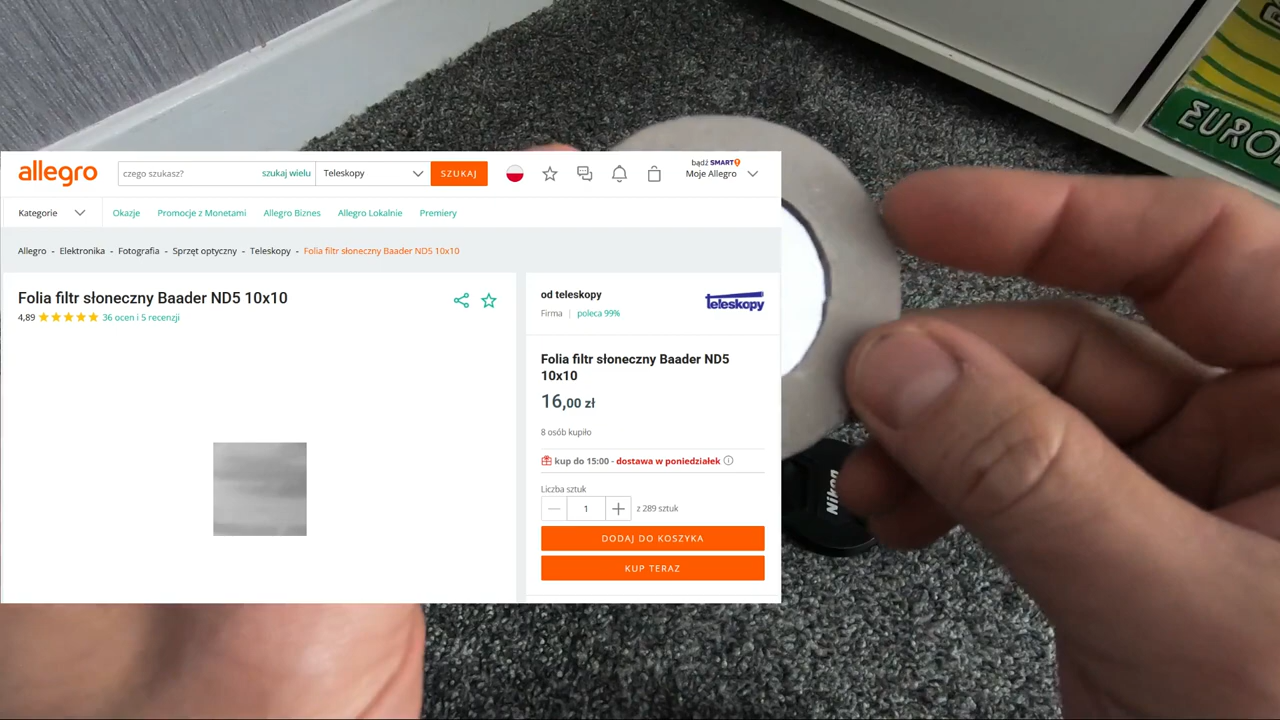 allegro
czego szukasz?
szukaj wielu
Teleskopy
SZUKAJ
bądź SMART!
Moje Allegro
Kategorie
Okazje
Promocje z Monetami
Allegro Biznes
Allegro Lokalnie
Premiery
Allegro - Elektronika - Fotografia - Sprzęt optyczny - Teleskopy - Folia filtr słoneczny Baader ND5 10x10
Folia filtr słoneczny Baader ND5 10x10
4,89 ★★★★★ 36 ocen i 5 recenzji
od teleskopy
Firma | poleca 99%
teleskopy
Folia filtr słoneczny Baader ND5
10x10
16,00 zł
8 osób kupiło
kup do 15:00 - dostawa w poniedziałek
Liczba sztuk
1
z 289 sztuk
DODAJ DO KOSZYKA
KUP TERAZ
EURO
Nikon